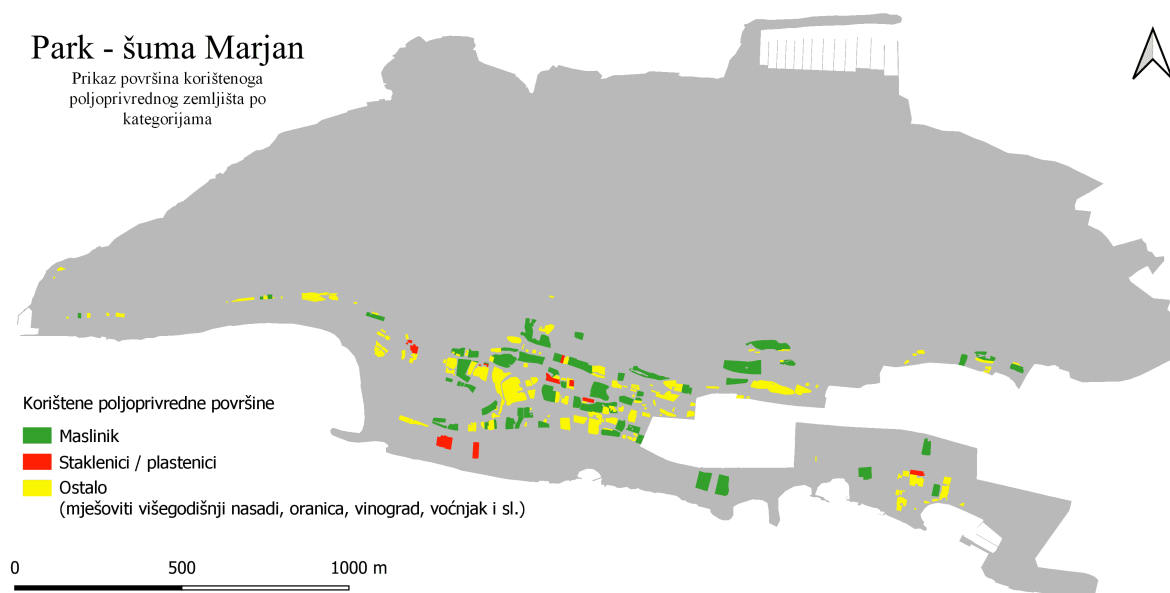 Park - šuma Marjan
Prikaz površina korištenoga
poljoprivrednog zemljišta po
kategorijama
Korištene poljoprivredne površine
Maslinik
Staklenici / plastenici
Ostalo
(mješoviti višegodišnji nasadi, oranica, vinograd, voćnjak i sl.)
0 500 1000 m